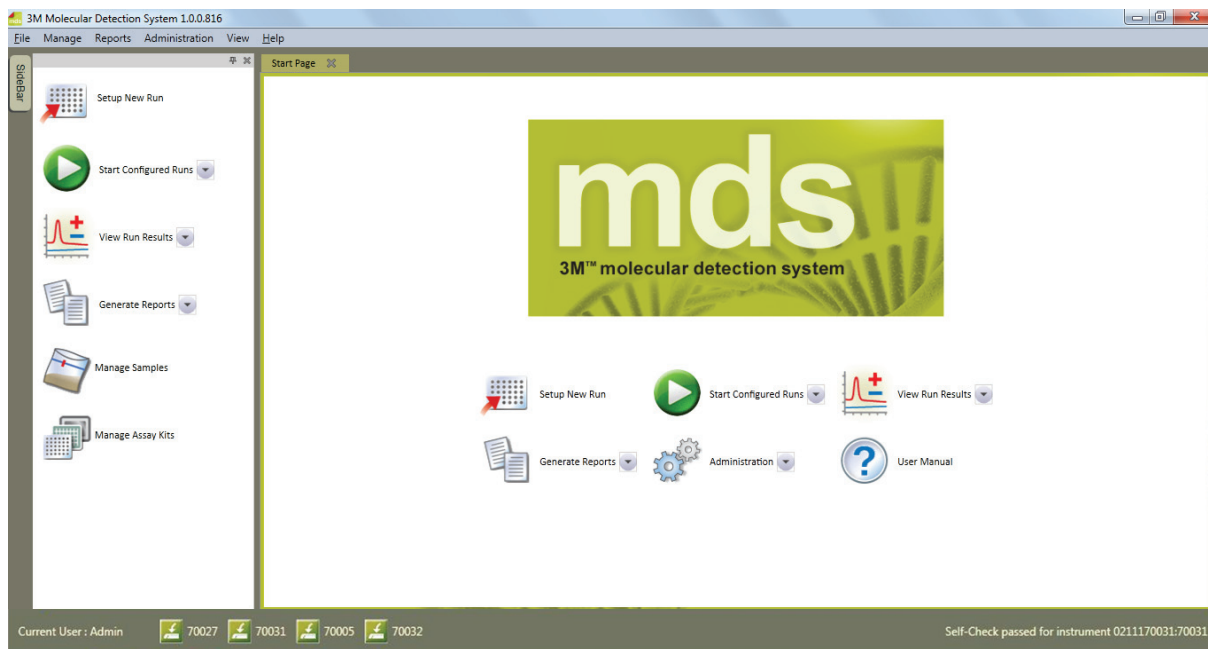 3M Molecular Detection System 1.0.0.816
File Manage Reports Administration View Help
SideBar
Start Page
Setup New Run
Start Configured Runs
View Run Results
Generate Reports
Manage Samples
Manage Assay Kits
mds
3M™ molecular detection system
Setup New Run Start Configured Runs View Run Results
Generate Reports Administration User Manual
Current User : Admin 70027 70031 70005 70032 Self-Check passed for instrument 0211170031:70031